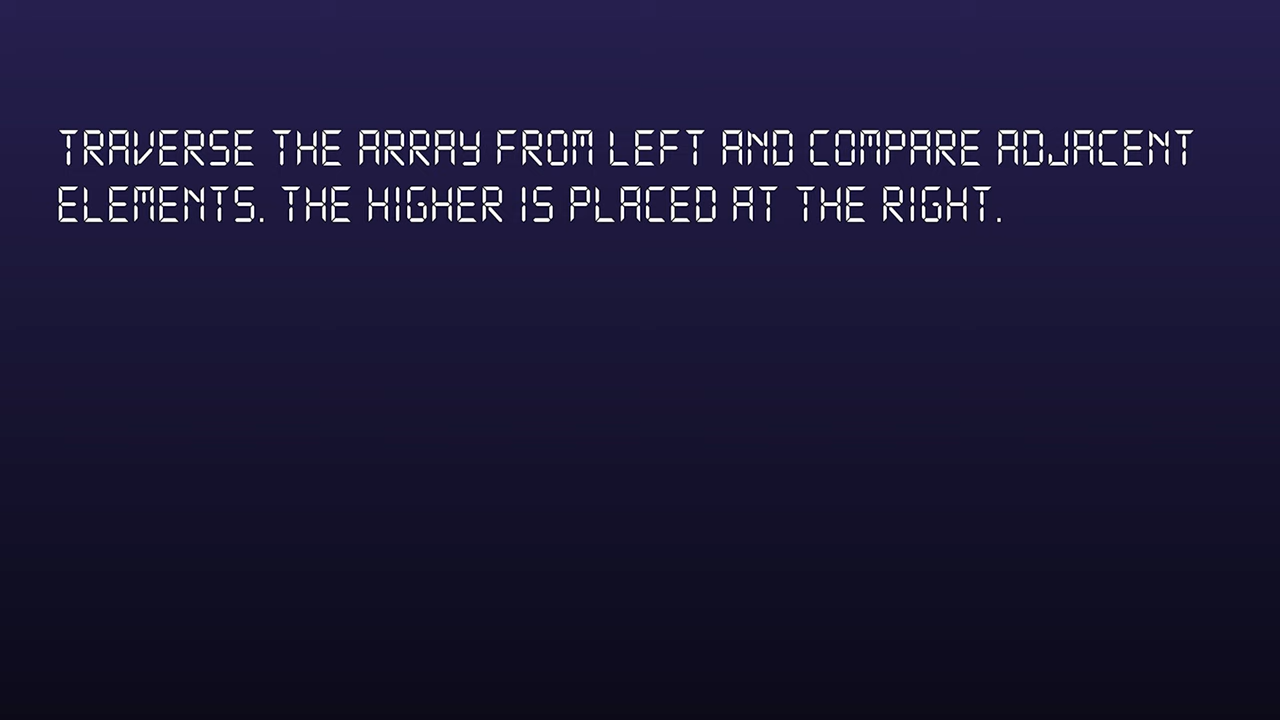 TRAVERSE THE ARRAY FROM LEFT AND COMPARE ADJACENT
ELEMENTS. THE HIGHER IS PLACED AT THE RIGHT.